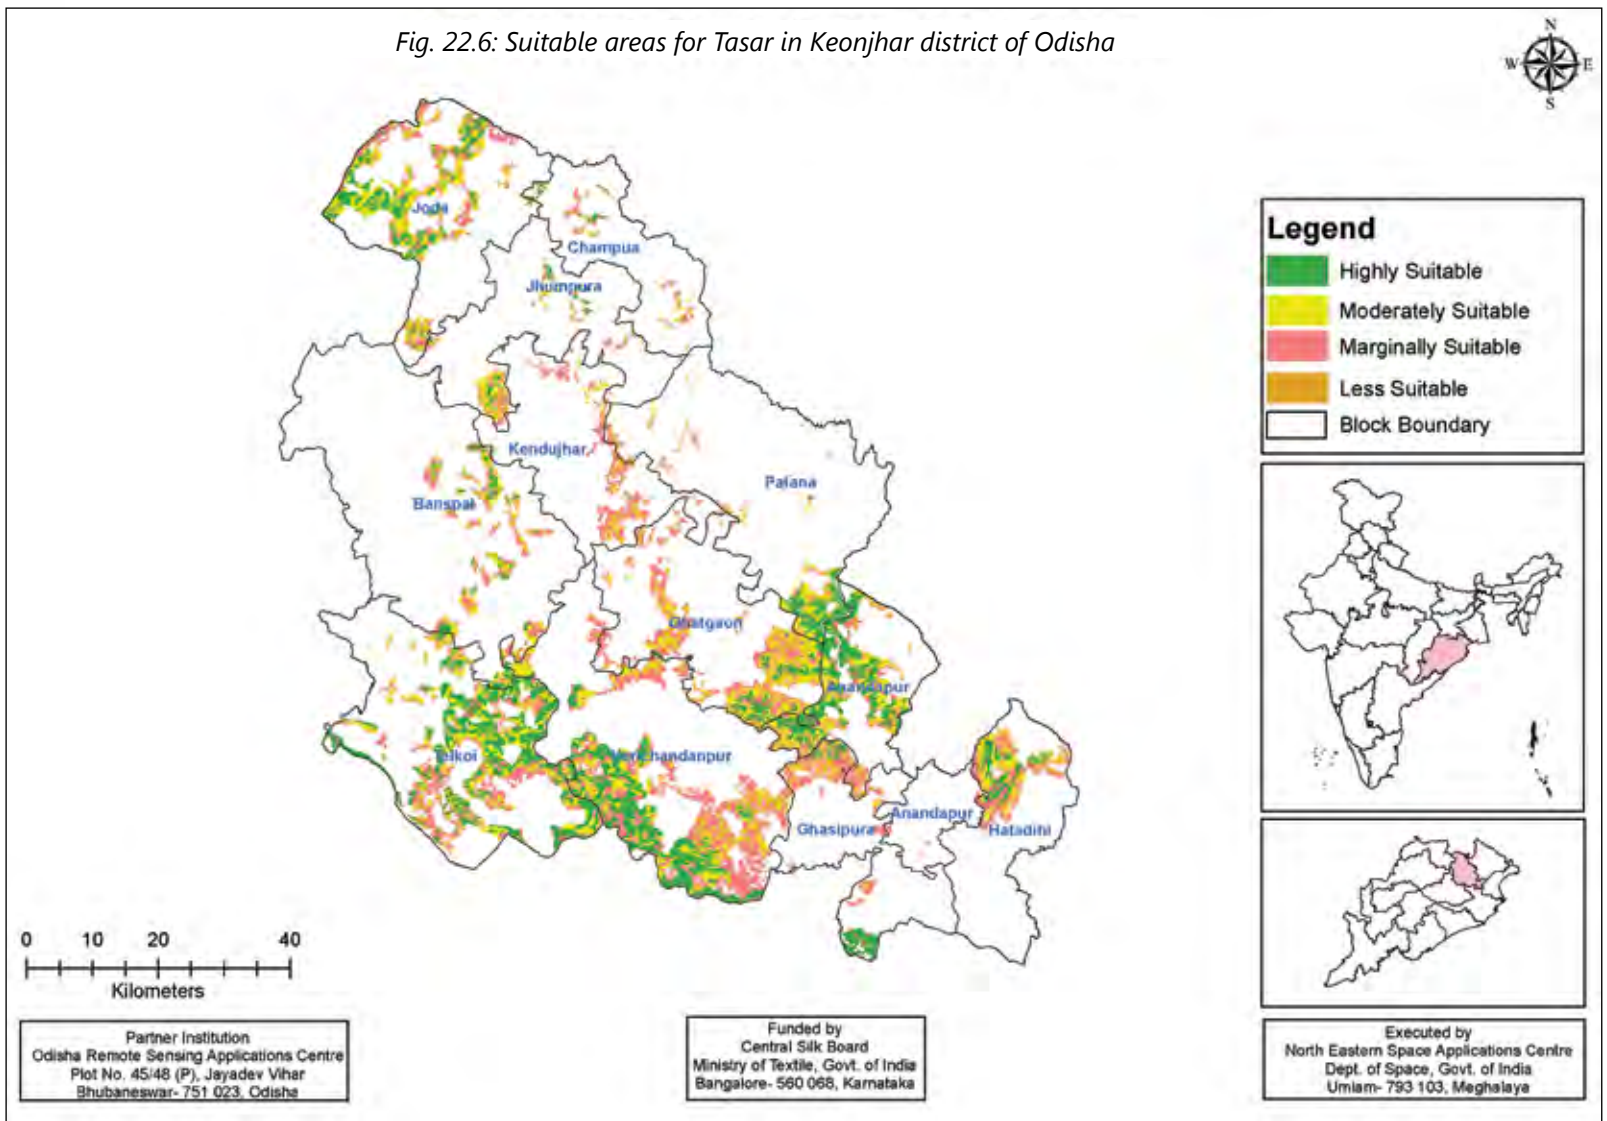 Fig. 22.6: Suitable areas for Tasar in Keonjhar district of Odisha
N
W E
S
Joda
Champua
Jhumpura
Kendujhar
Palana
Banspal
Ghatgaon
Anandapur
Telkoi
Harichandanpur
Ghasipura
Anandapur
Hatadihi
Legend
Highly Suitable
Moderately Suitable
Marginally Suitable
Less Suitable
Block Boundary
0 10 20 40
Kilometers
Partner Institution
Odisha Remote Sensing Applications Centre
Plot No. 45/48 (P), Jayadev Vihar
Bhubaneswar- 751 023, Odisha
Funded by
Central Silk Board
Ministry of Textile, Govt. of India
Bangalore- 560 068, Karnataka
Executed by
North Eastern Space Applications Centre
Dept. of Space, Govt. of India
Umiam- 793 103, Meghalaya